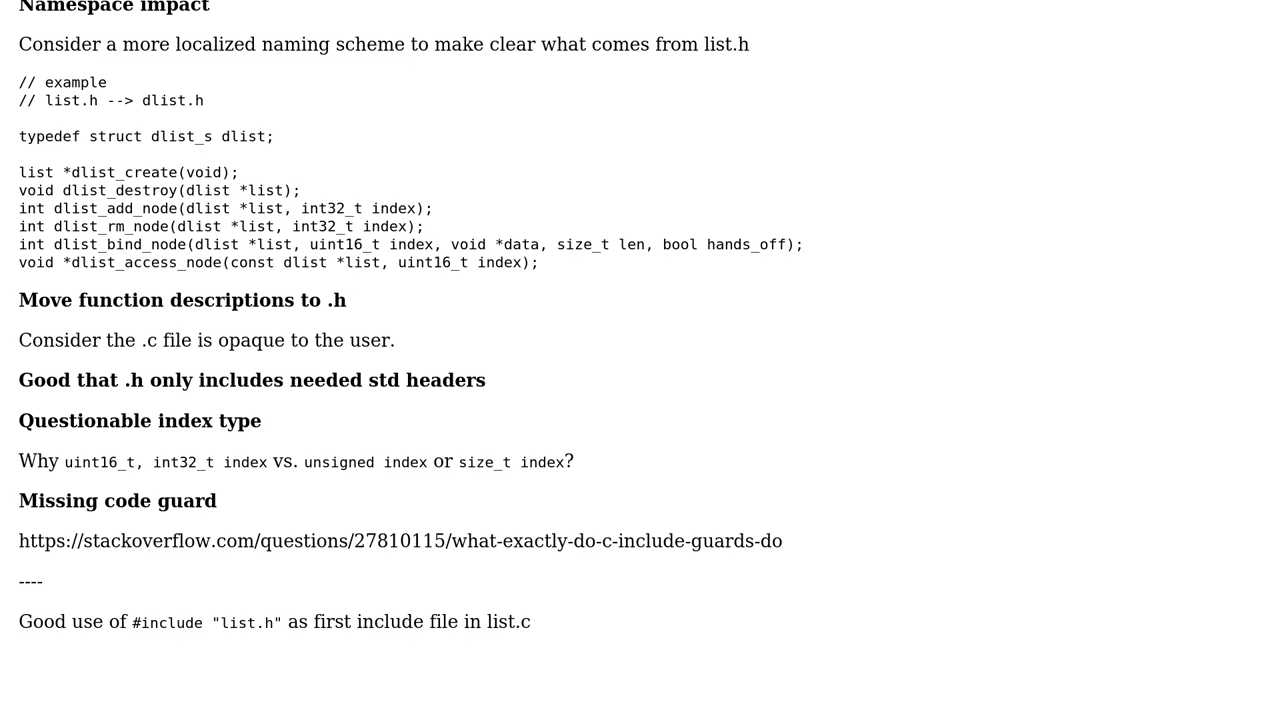 Namespace impact
Consider a more localized naming scheme to make clear what comes from list.h
// example
// list.h --> dlist.h
typedef struct dlist_s dlist;
list *dlist_create(void);
void dlist_destroy(dlist *list);
int dlist_add_node(dlist *list, int32_t index);
int dlist_rm_node(dlist *list, int32_t index);
int dlist_bind_node(dlist *list, uint16_t index, void *data, size_t len, bool hands_off);
void *dlist_access_node(const dlist *list, uint16_t index);
Move function descriptions to .h
Consider the .c file is opaque to the user.
Good that .h only includes needed std headers
Questionable index type
Why uint16_t, int32_t index vs. unsigned index or size_t index?
Missing code guard
https://stackoverflow.com/questions/27810115/what-exactly-do-c-include-guards-do
----
Good use of #include "list.h" as first include file in list.c